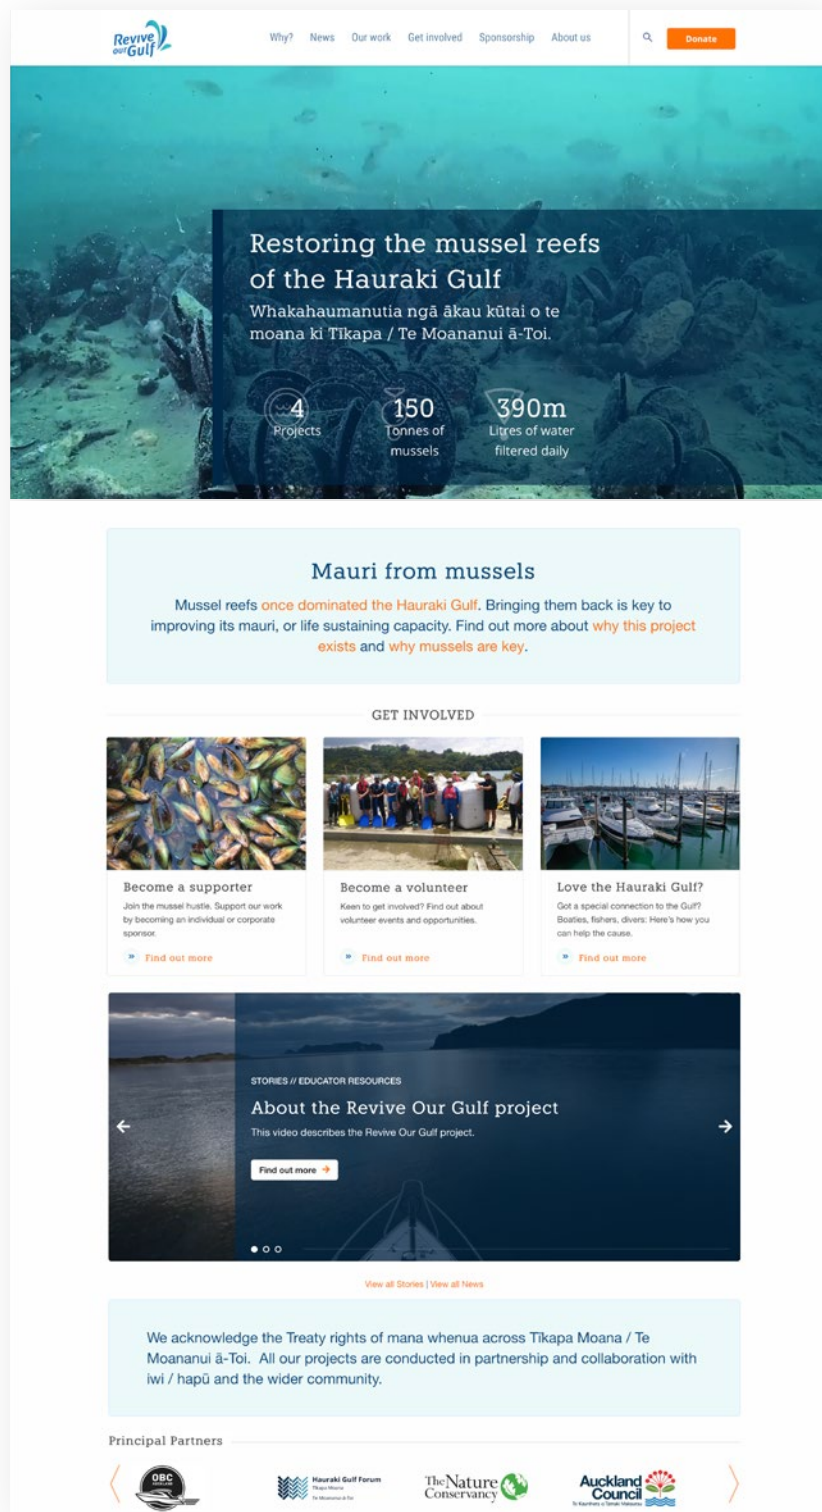 Revive
our Gulf
Why? News Our work Get involved Sponsorship About us
Donate
Restoring the mussel reefs
of the Hauraki Gulf
Whakahaumanutia ngā ākau kūtai o te
moana ki Tīkapa / Te Moananui ā-Toi.
4 150 390m
Projects Tonnes of Litres of water
mussels filtered daily
Mauri from mussels
Mussel reefs once dominated the Hauraki Gulf. Bringing them back is key to
improving its mauri, or life sustaining capacity. Find out more about why this project
exists and why mussels are key.
GET INVOLVED
Become a supporter
Join the mussel hustle. Support our work
by becoming an individual or corporate
sponsor.
» Find out more
Become a volunteer
Keen to get involved? Find out about
volunteer events and opportunities.
» Find out more
Love the Hauraki Gulf?
Got a special connection to the Gulf?
Boaties, fishers, divers: Here's how you
can help the cause.
» Find out more
STORIES // EDUCATOR RESOURCES
About the Revive Our Gulf project
This video describes the Revive Our Gulf project.
Find out more
View all Stories | View all News
We acknowledge the Treaty rights of mana whenua across Tīkapa Moana / Te
Moananui ā-Toi. All our projects are conducted in partnership and collaboration with
iwi / hapū and the wider community.
Principal Partners
OBC
Hauraki Gulf Forum
Tīkapa Moana
Te Moananui ā Toi
The Nature
Conservancy
Auckland
Council
Te Kaunihera o Tāmaki Makaurau